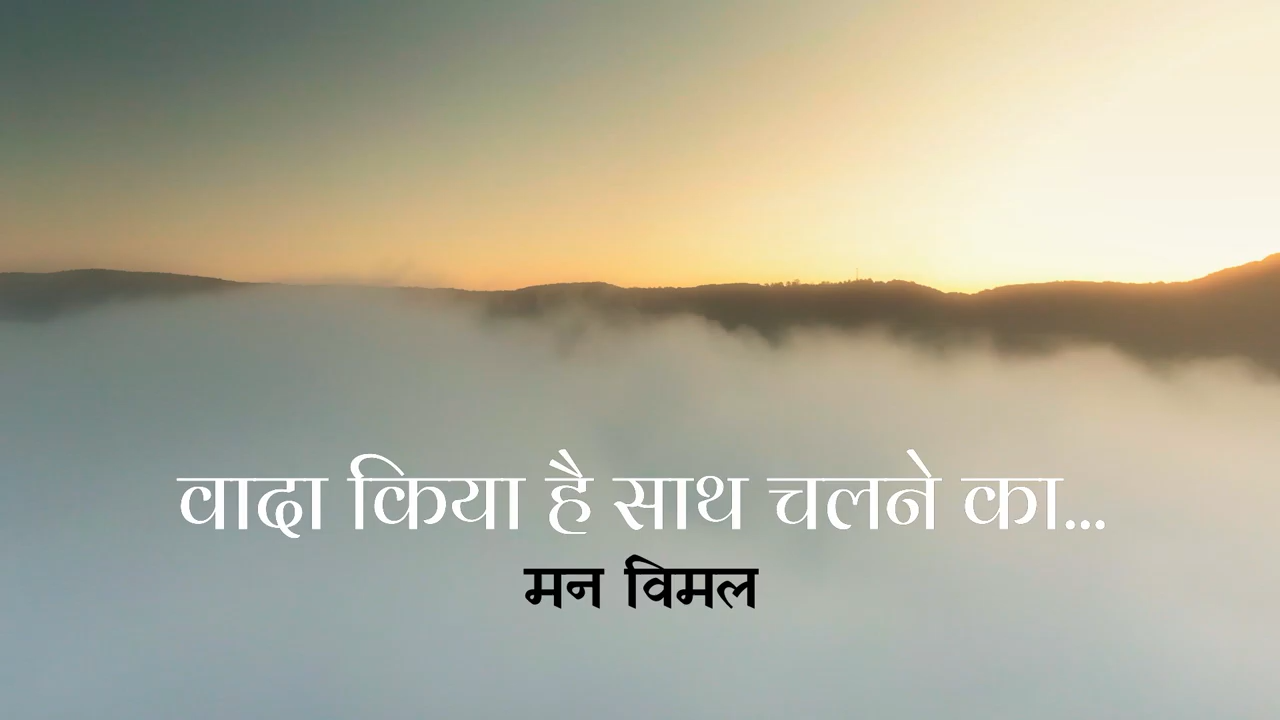 वादा किया है साथ चलने का...
मन विमल